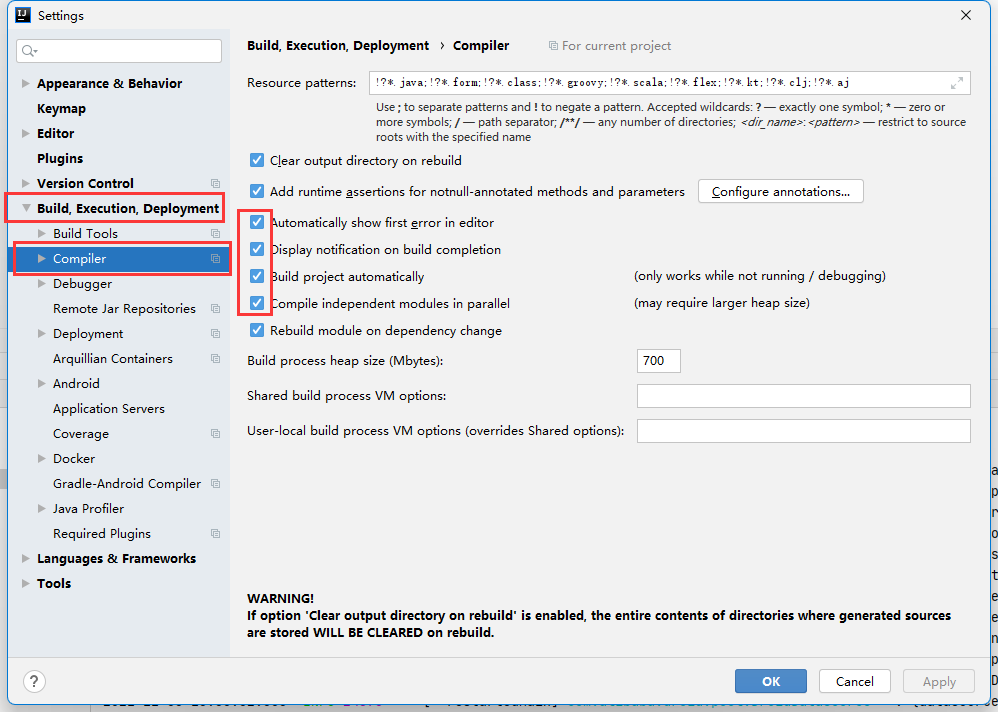 Settings
Build, Execution, Deployment › Compiler
For current project
Appearance & Behavior
Keymap
Editor
Plugins
Version Control
Build, Execution, Deployment
Build Tools
Compiler
Debugger
Remote Jar Repositories
Deployment
Arquillian Containers
Android
Application Servers
Coverage
Docker
Gradle-Android Compiler
Java Profiler
Required Plugins
Languages & Frameworks
Tools
Resource patterns:
!?*.java;!?*.form;!?*.class;!?*.groovy;!?*.scala;!?*.flex;!?*.kt;!?*.clj;!?*.aj
Use ; to separate patterns and ! to negate a pattern. Accepted wildcards: ? — exactly one symbol; * — zero or
more symbols; / — path separator; /**/ — any number of directories; <dir_name>:<pattern> — restrict to source
roots with the specified name
Clear output directory on rebuild
Add runtime assertions for notnull-annotated methods and parameters
Configure annotations...
Automatically show first error in editor
Display notification on build completion
Build project automatically
(only works while not running / debugging)
Compile independent modules in parallel
(may require larger heap size)
Rebuild module on dependency change
Build process heap size (Mbytes):
700
Shared build process VM options:
User-local build process VM options (overrides Shared options):
WARNING!
If option 'Clear output directory on rebuild' is enabled, the entire contents of directories where generated sources
are stored WILL BE CLEARED on rebuild.
?
OK
Cancel
Apply